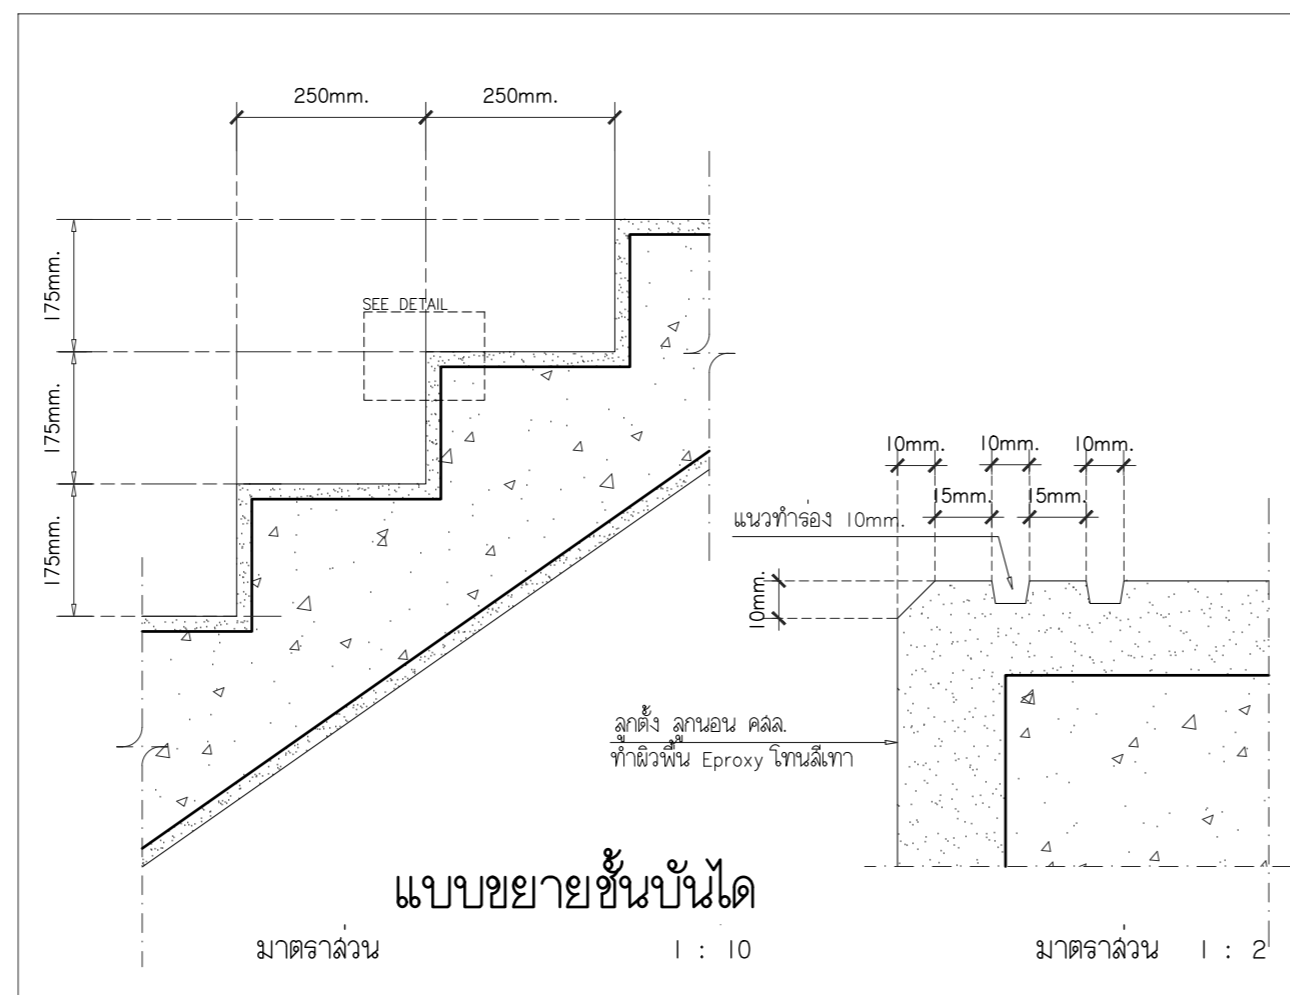 250mm. 250mm.
175mm.
SEE DETAIL
175mm.
175mm.
10mm. 10mm. 10mm.
15mm. 15mm.
แนวทำร่อง 10mm.
10mm.
ลูกตั้ง ลูกนอน คสล.
ทำผิวพื้น Eproxy โทนสีเทา
แบบขยายชั้นบันได
มาตราส่วน 1 : 10
มาตราส่วน 1 : 2